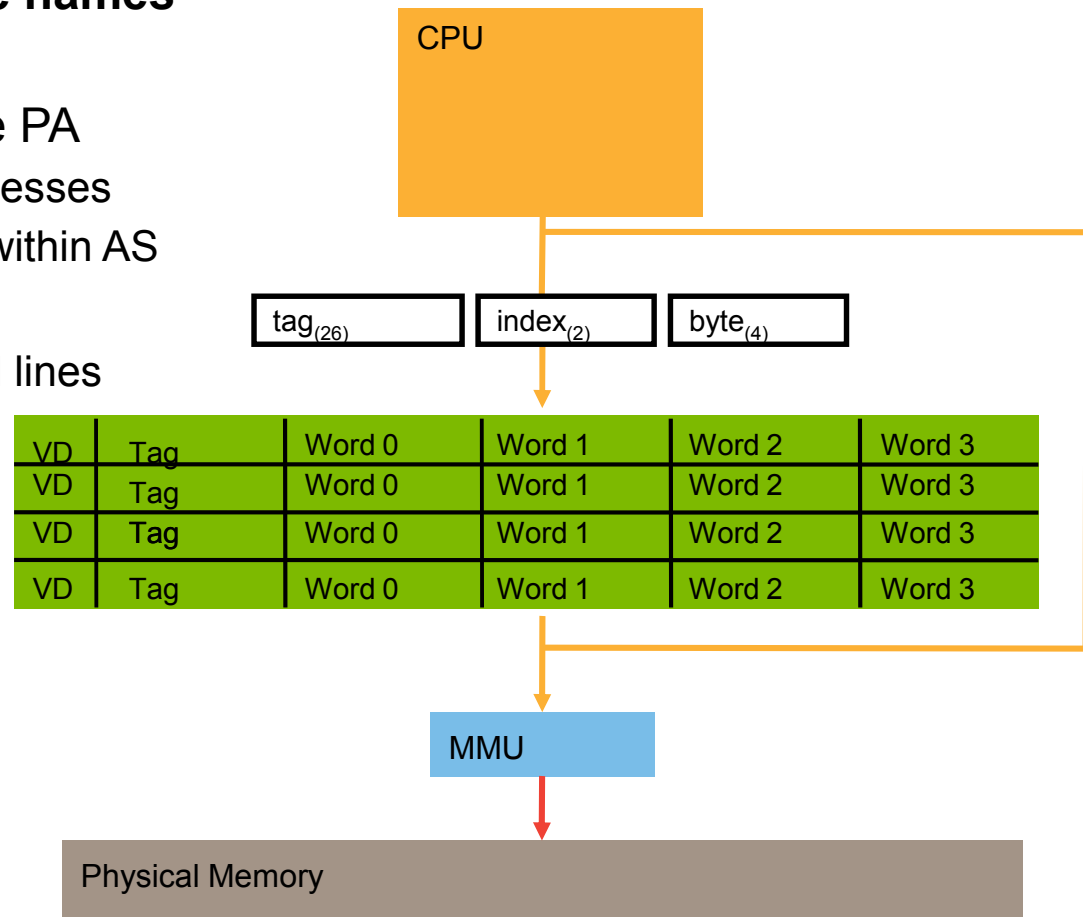 e names
CPU
e PA
esses
within AS
tag(26) index(2) byte(4)
lines
VD Tag Word 0 Word 1 Word 2 Word 3
VD Tag Word 0 Word 1 Word 2 Word 3
VD Tag Word 0 Word 1 Word 2 Word 3
VD Tag Word 0 Word 1 Word 2 Word 3
MMU
Physical Memory